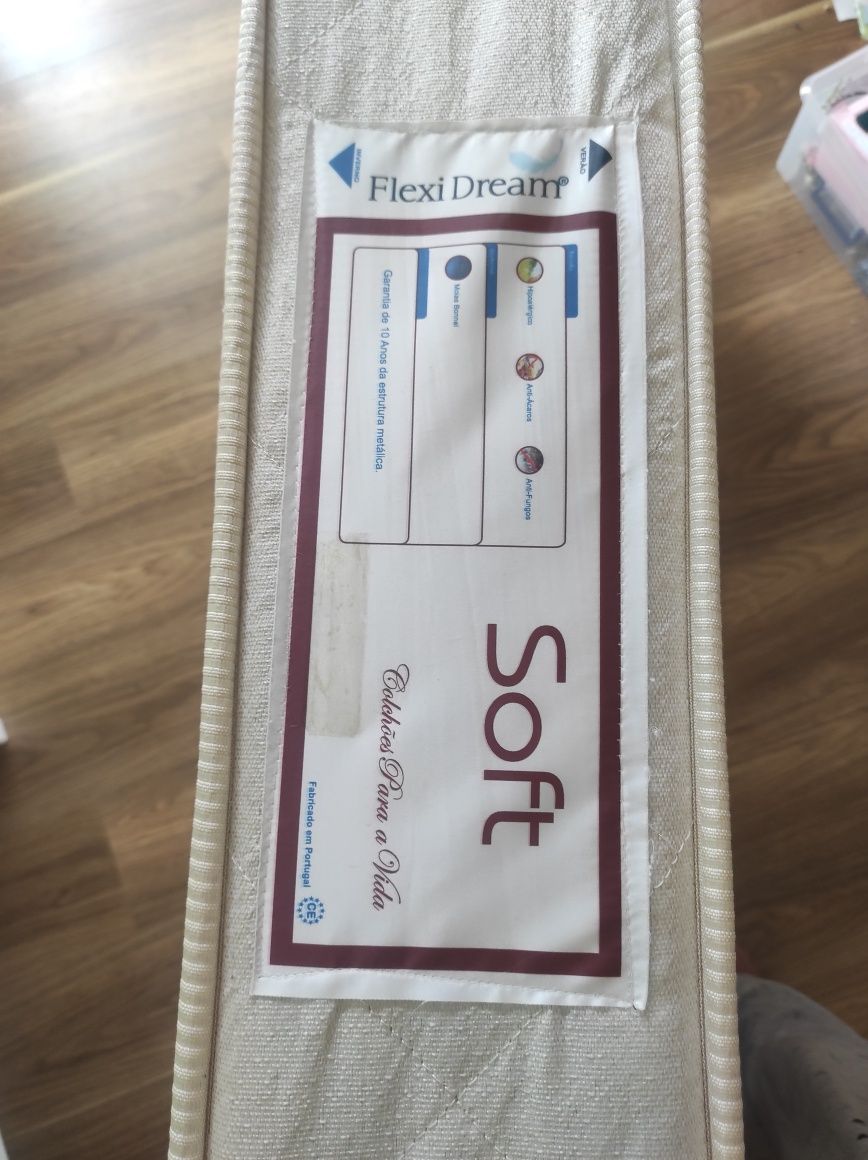 VERÃO
INVERNO
Flexi Dream®
Hipoalérgico
Anti-Ácaros
Anti-Fungos
Molas Bonnel
Garantia de 10 Anos da estrutura metálica.
Soft
Colchões Para a Vida
Fabricado em Portugal
CE